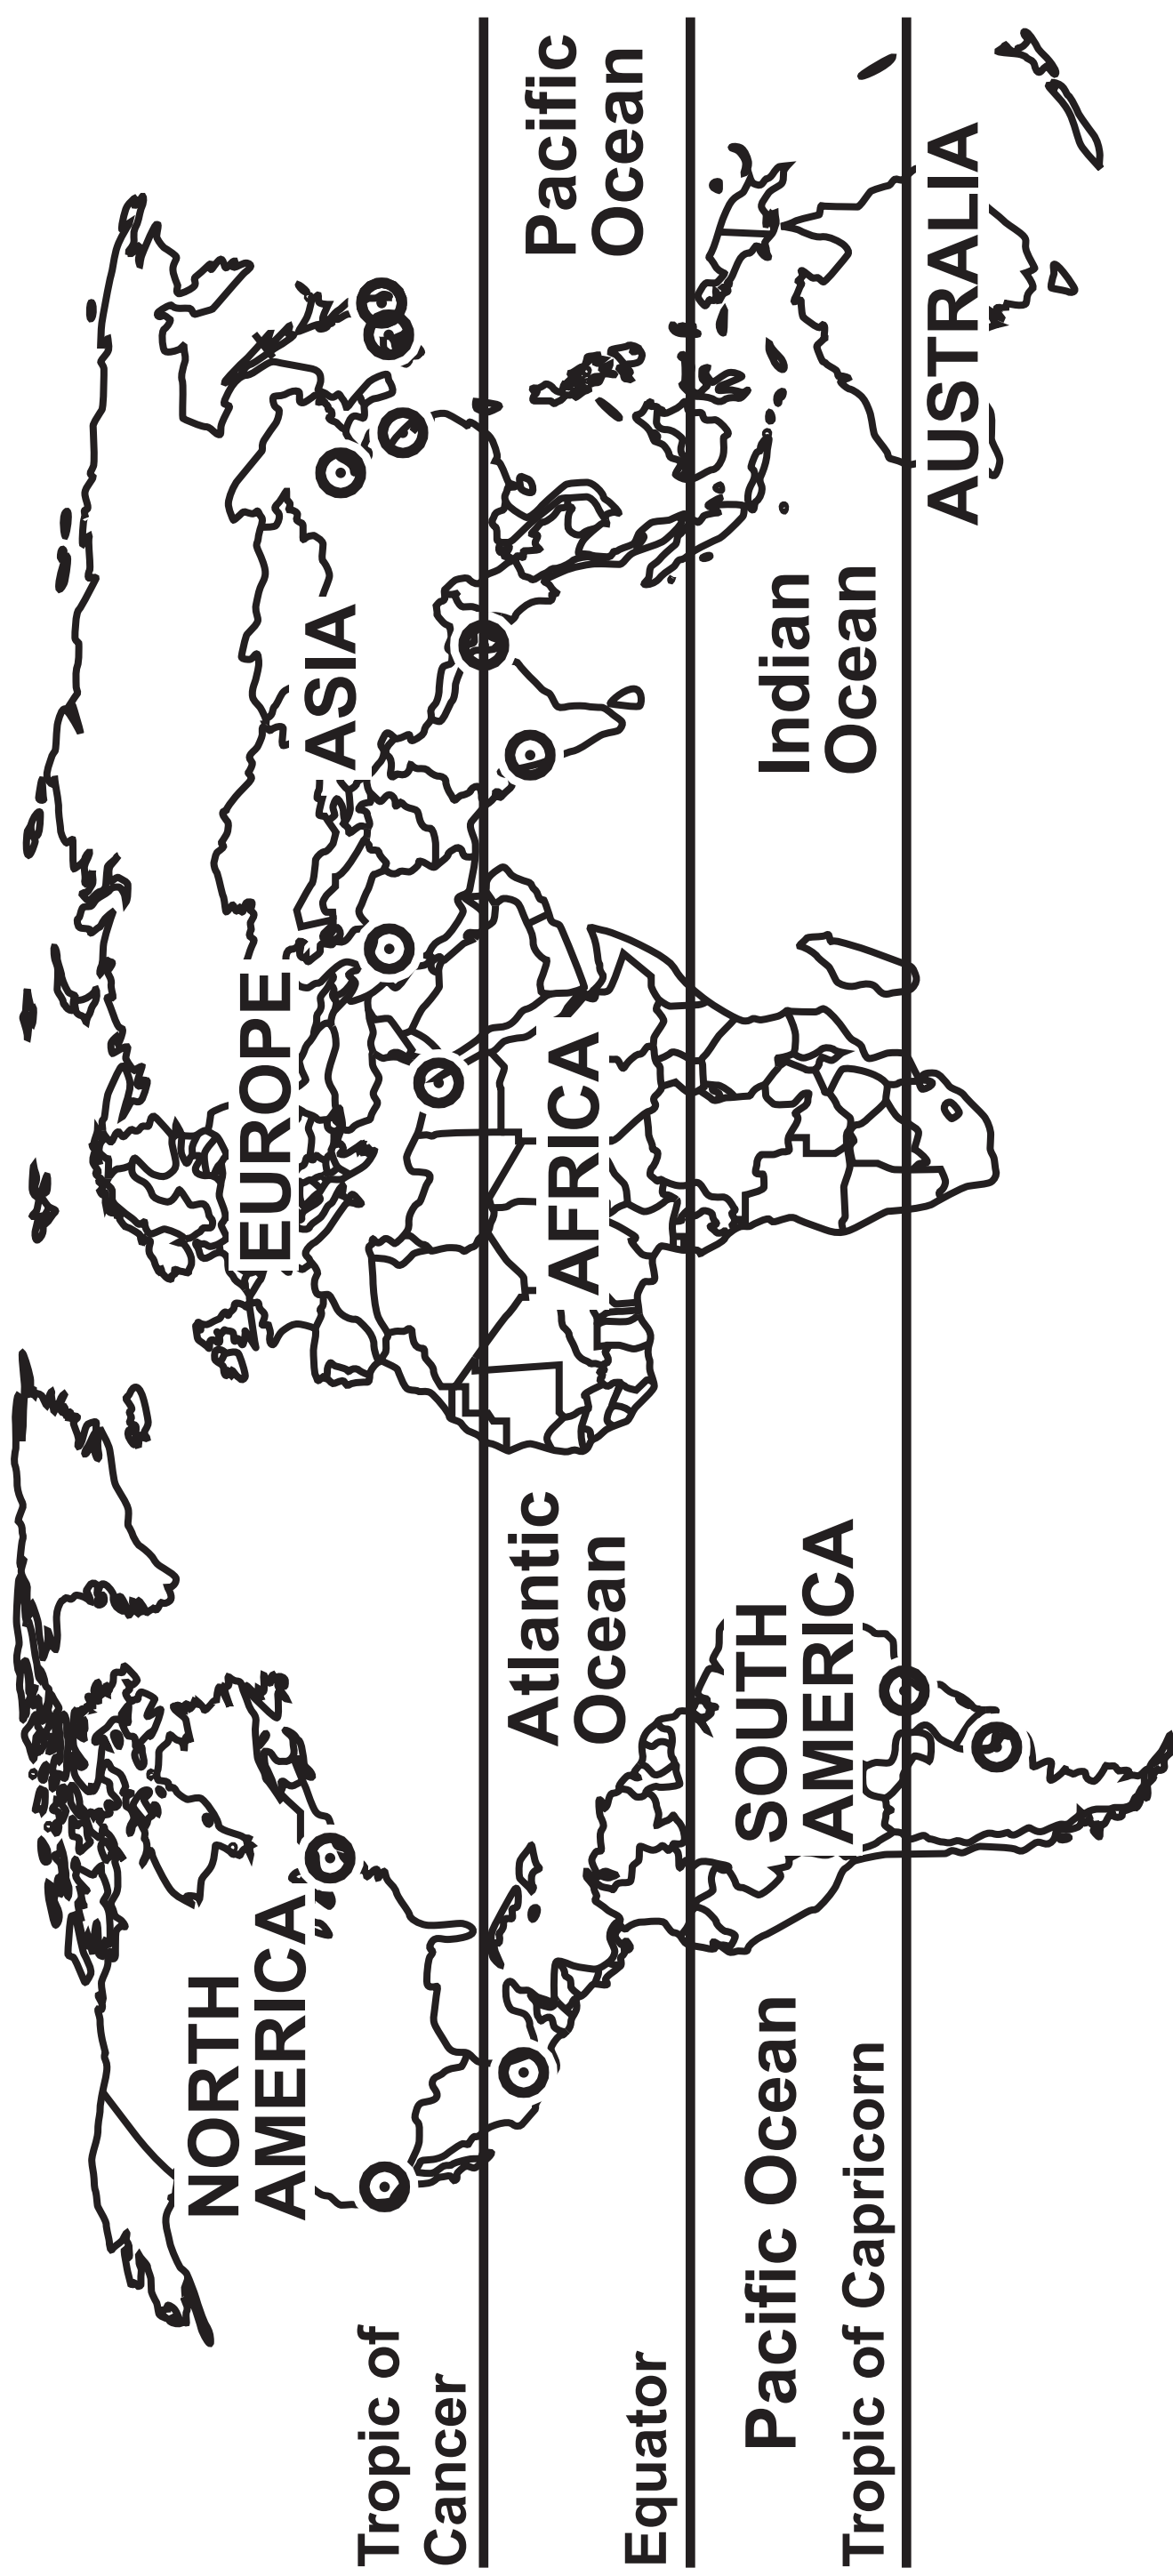 NORTH
AMERICA
EUROPE
ASIA
Tropic of
Cancer
Atlantic
Ocean
AFRICA
Pacific
Ocean
Equator
Pacific Ocean
SOUTH
AMERICA
Indian
Ocean
Tropic of Capricorn
AUSTRALIA